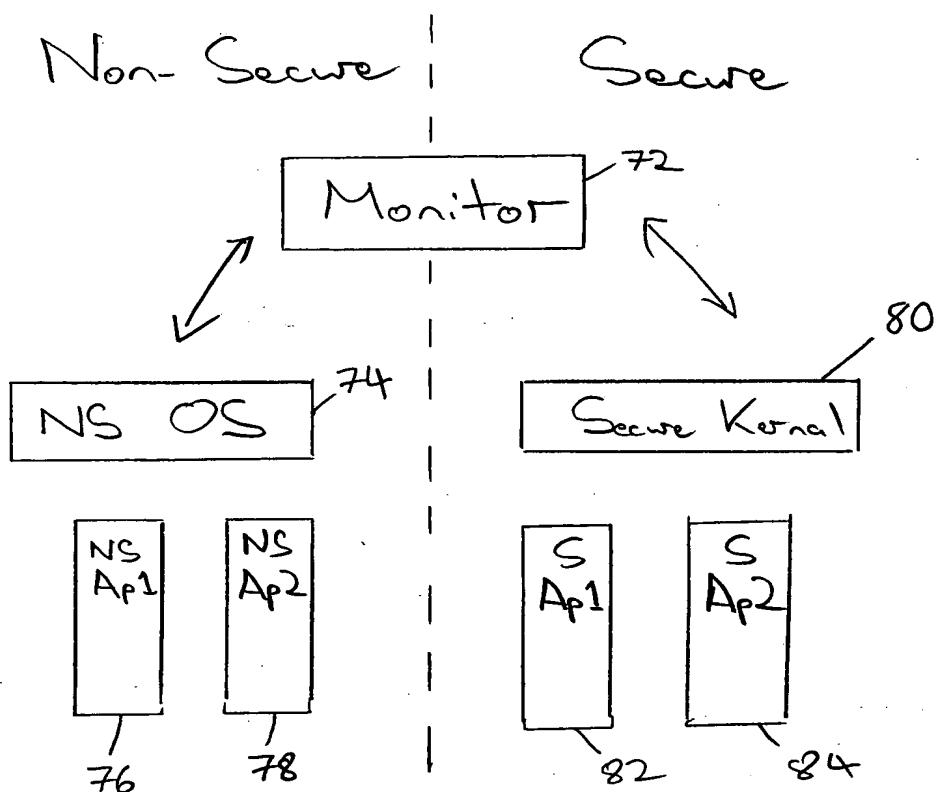 Non-Secure
Secure
Monitor
72
80
NS OS
74
Secure Kernal
NS
Ap1
NS
Ap2
S
Ap1
S
Ap2
76
78
82
84